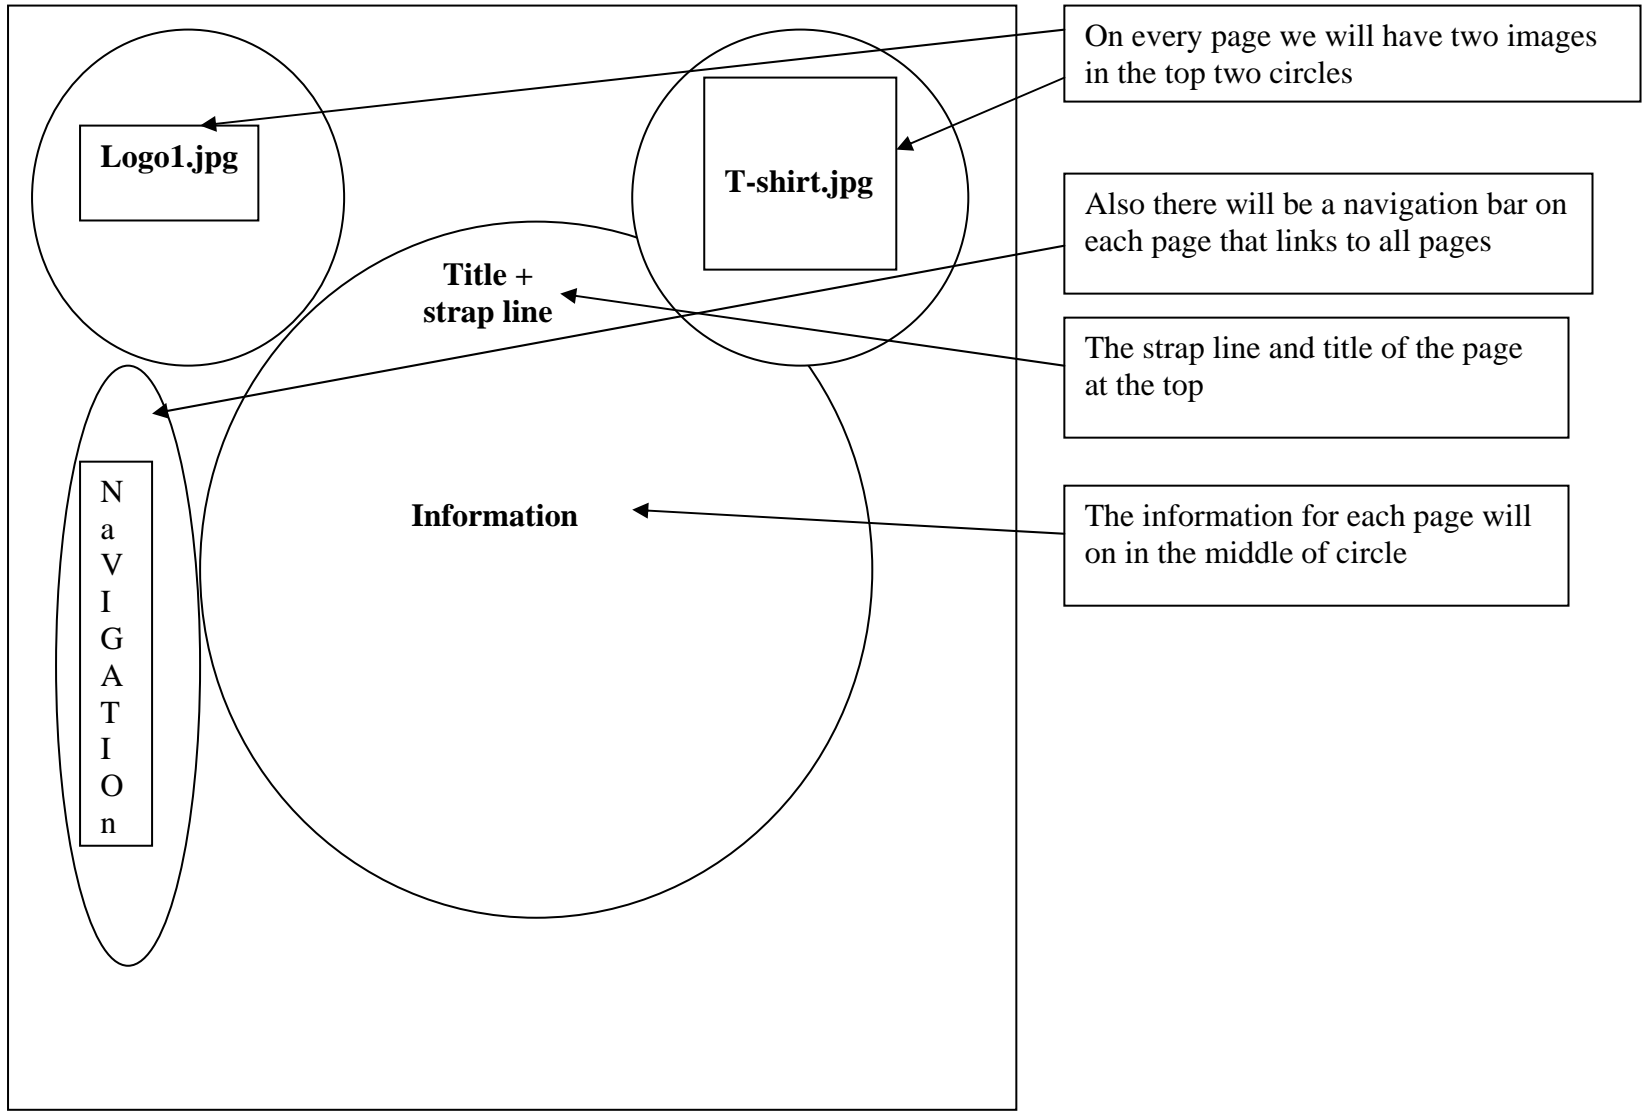 On every page we will have two images
in the top two circles
Logo1.jpg
T-shirt.jpg
Also there will be a navigation bar on
each page that links to all pages
Title +
strap line
The strap line and title of the page
at the top
N
a
V
I
G
A
T
I
O
n
Information
The information for each page will
on in the middle of circle